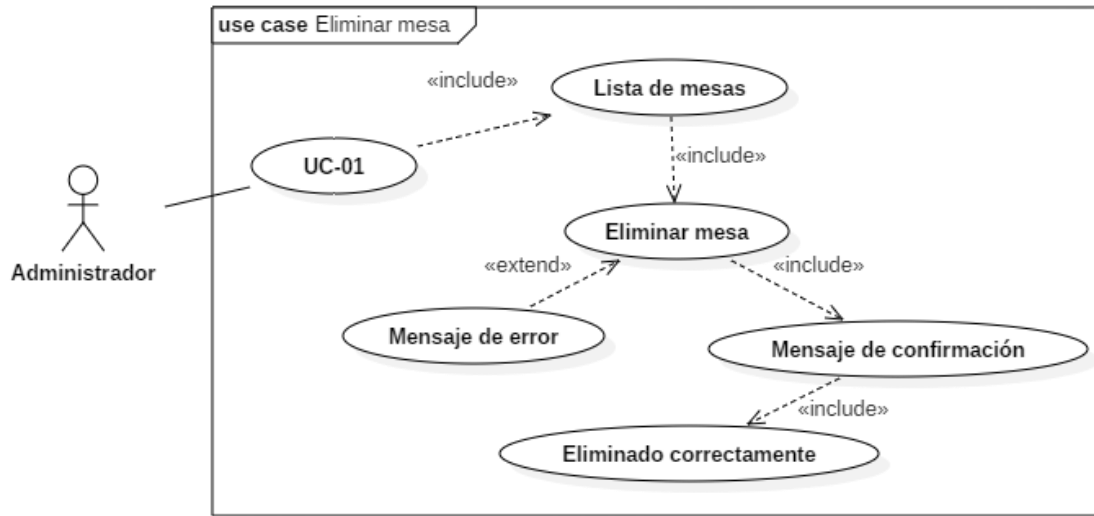 use case Eliminar mesa
«include»
Lista de mesas
UC-01
«include»
Administrador
Eliminar mesa
«extend»
«include»
Mensaje de error
Mensaje de confirmación
«include»
Eliminado correctamente